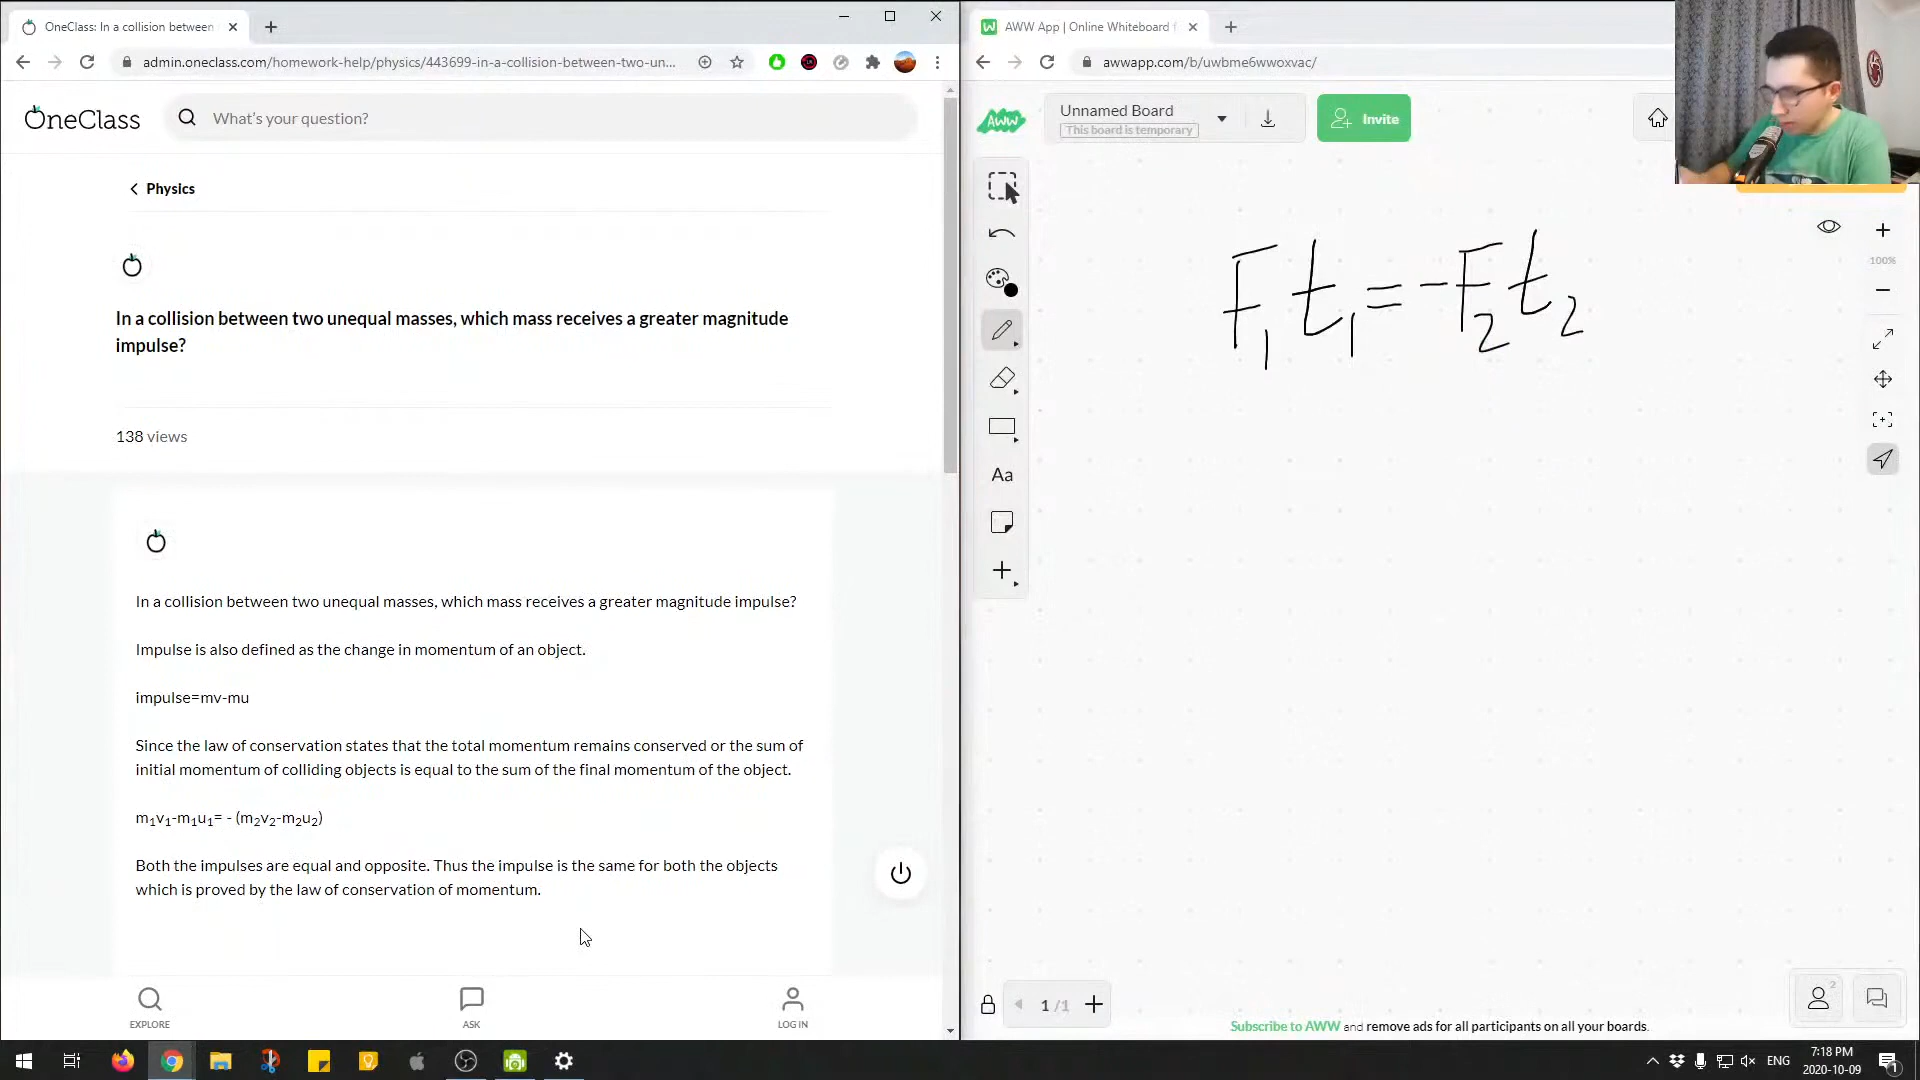 OneClass: In a collision between
admin.oneclass.com/homework-help/physics/443699-in-a-collision-between-two-un...
OneClass
What's your question?
Physics
In a collision between two unequal masses, which mass receives a greater magnitude
impulse?
138 views
In a collision between two unequal masses, which mass receives a greater magnitude impulse?
Impulse is also defined as the change in momentum of an object.
impulse=mv-mu
Since the law of conservation states that the total momentum remains conserved or the sum of
initial momentum of colliding objects is equal to the sum of the final momentum of the object.
m₁v₁-m₁u₁= - (m₂v₂-m₂u₂)
Both the impulses are equal and opposite. Thus the impulse is the same for both the objects
which is proved by the law of conservation of momentum.
EXPLORE
ASK
LOG IN
AWW App | Online Whiteboard f
awwapp.com/b/uwbme6wwoxvac/
AWW
Unnamed Board
This board is temporary
Invite
100%
F₁t₁=-F₂t₂
Aa
1 /1
2
Subscribe to AWW and remove ads for all participants on all your boards.
ENG
7:18 PM
2020-10-09
1